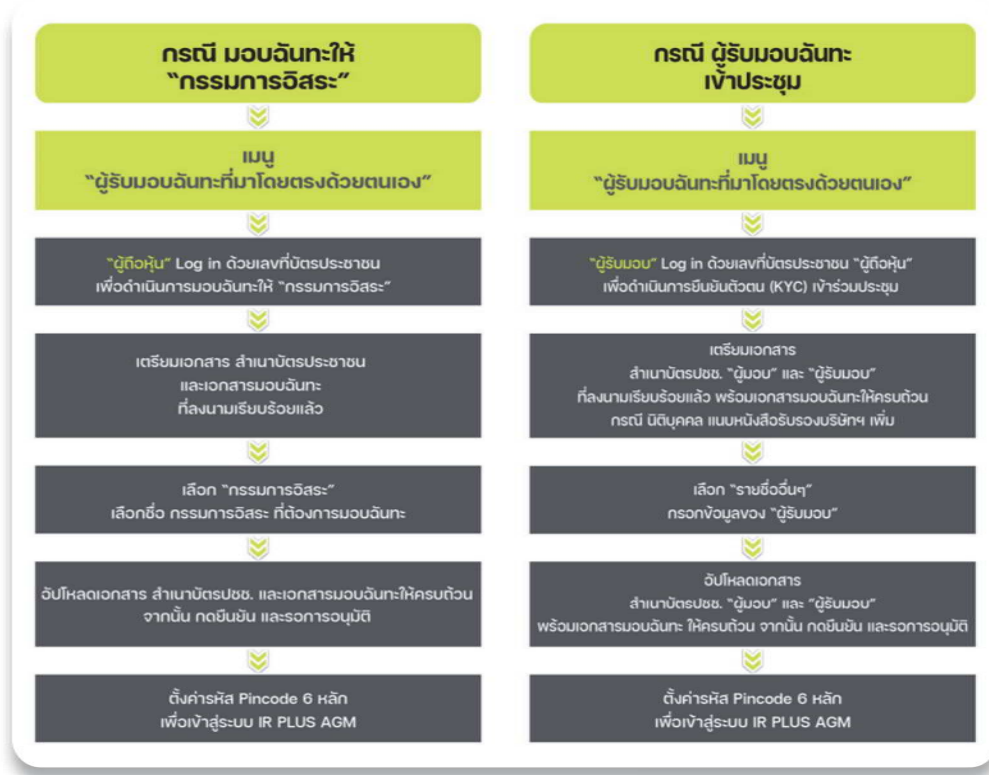 กรณี มอบฉันทะให้
“กรรมการอิสระ”
เมนู
“ผู้รับมอบฉันทะที่มาโดยตรงด้วยตนเอง”
“ผู้ถือหุ้น” Log in ด้วยเลขที่บัตรประชาชน
เพื่อดำเนินการมอบฉันทะให้ “กรรมการอิสระ”
เตรียมเอกสาร สำเนาบัตรประชาชน
และเอกสารมอบฉันทะ
ที่ลงนามเรียบร้อยแล้ว
เลือก “กรรมการอิสระ”
เลือกชื่อ กรรมการอิสระ ที่ต้องการมอบฉันทะ
อัปโหลดเอกสาร สำเนาบัตรปชช. และเอกสารมอบฉันทะให้ครบถ้วน
จากนั้น กดยืนยัน และรอการอนุมัติ
ตั้งค่ารหัส Pincode 6 หลัก
เพื่อเข้าสู่ระบบ IR PLUS AGM
กรณี ผู้รับมอบฉันทะ
เข้าประชุม
เมนู
“ผู้รับมอบฉันทะที่มาโดยตรงด้วยตนเอง”
“ผู้รับมอบ” Log in ด้วยเลขที่บัตรประชาชน “ผู้ถือหุ้น”
เพื่อดำเนินการยืนยันตัวตน (KYC) เข้าร่วมประชุม
เตรียมเอกสาร
สำเนาบัตรปชช. “ผู้มอบ” และ “ผู้รับมอบ”
ที่ลงนามเรียบร้อยแล้ว พร้อมเอกสารมอบฉันทะให้ครบถ้วน
กรณี นิติบุคคล แนบหนังสือรับรองบริษัทฯ เพิ่ม
เลือก “รายชื่ออื่นๆ”
กรอกข้อมูลของ “ผู้รับมอบ”
อัปโหลดเอกสาร
สำเนาบัตรปชช. “ผู้มอบ” และ “ผู้รับมอบ”
พร้อมเอกสารมอบฉันทะ ให้ครบถ้วน จากนั้น กดยืนยัน และรอการอนุมัติ
ตั้งค่ารหัส Pincode 6 หลัก
เพื่อเข้าสู่ระบบ IR PLUS AGM